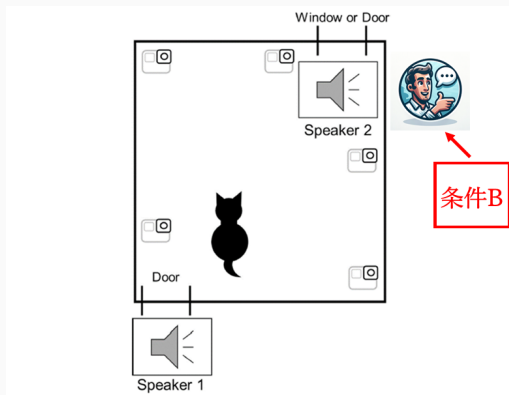 Window or Door
Speaker 2
条件B
Door
Speaker 1